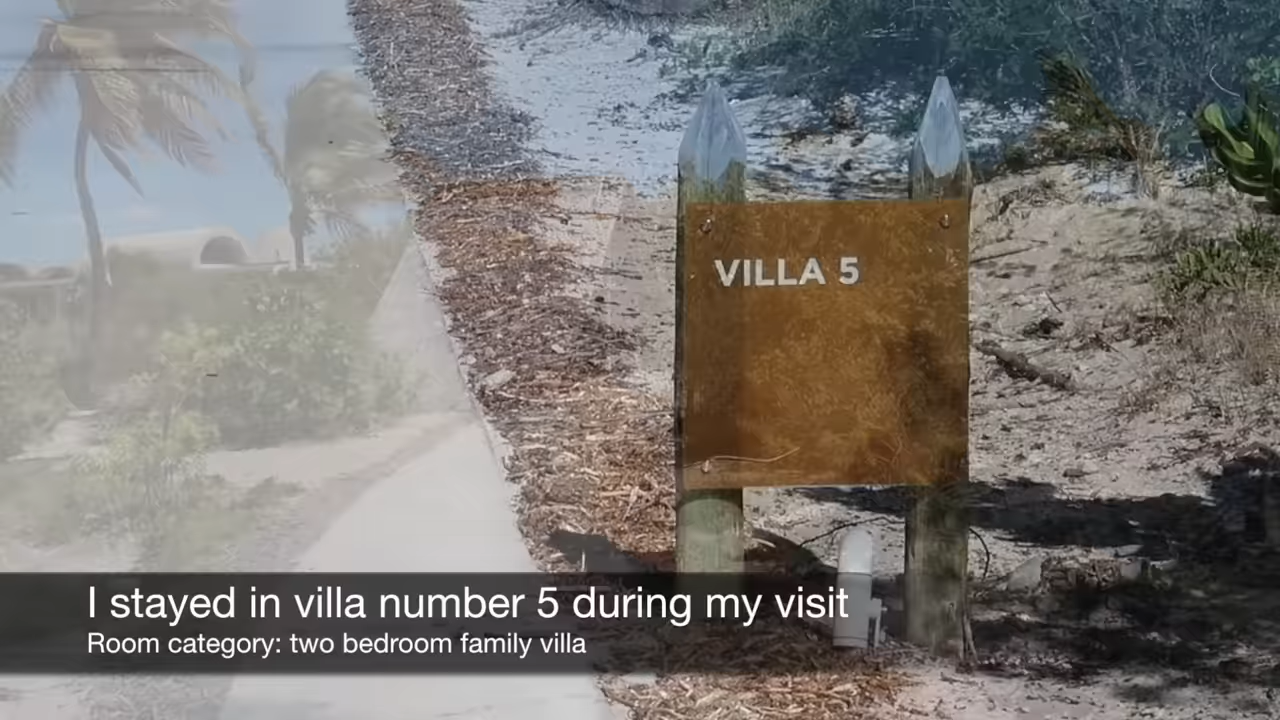 VILLA 5
I stayed in villa number 5 during my visit
Room category: two bedroom family villa